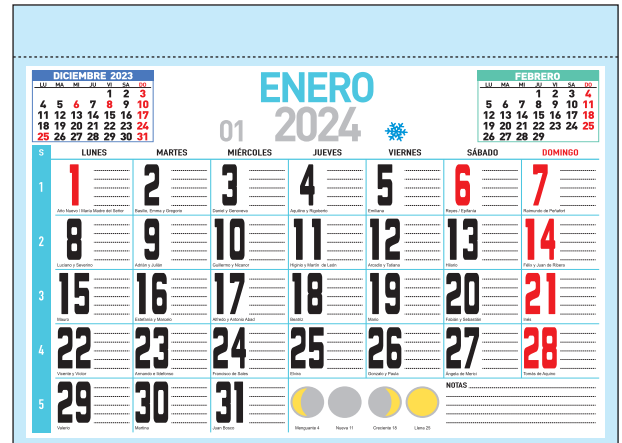 DICIEMBRE 2023
LU MA MI JU VI SA DO
1 2 3
4 5 6 7 8 9 10
11 12 13 14 15 16 17
18 19 20 21 22 23 24
25 26 27 28 29 30 31
ENERO
01 2024
FEBRERO
LU MA MI JU VI SA DO
1 2 3 4
5 6 7 8 9 10 11
12 13 14 15 16 17 18
19 20 21 22 23 24 25
26 27 28 29
S LUNES MARTES MIÉRCOLES JUEVES VIERNES SÁBADO DOMINGO
1 1 2 3 4 5 6 7
Año Nuevo / María Madre del Señor Basilio, Emma y Gregorio Daniel y Genoveva Aquilino y Rigoberto Emiliana Reyes / Epifanía Raimundo de Peñafort
2 8 9 10 11 12 13 14
Luciano y Severino Adrián y Julián Guillermo y Nicanor Higinio y Martín de León Arcadio y Tatiana Hilario Félix y Juan de Ribera
3 15 16 17 18 19 20 21
Mauro Estefanía y Marcelo Alfredo y Antonio Abad Beatriz Mario Fabián y Sebastián Inés
4 22 23 24 25 26 27 28
Vicente y Víctor Armando e Ildefonso Francisco de Sales Elvira Gonzalo y Paula Ángela de Mérici Tomás de Aquino
5 29 30 31 NOTAS
Valerio Martina Juan Bosco Menguante 4 Nueva 11 Creciente 18 Llena 25